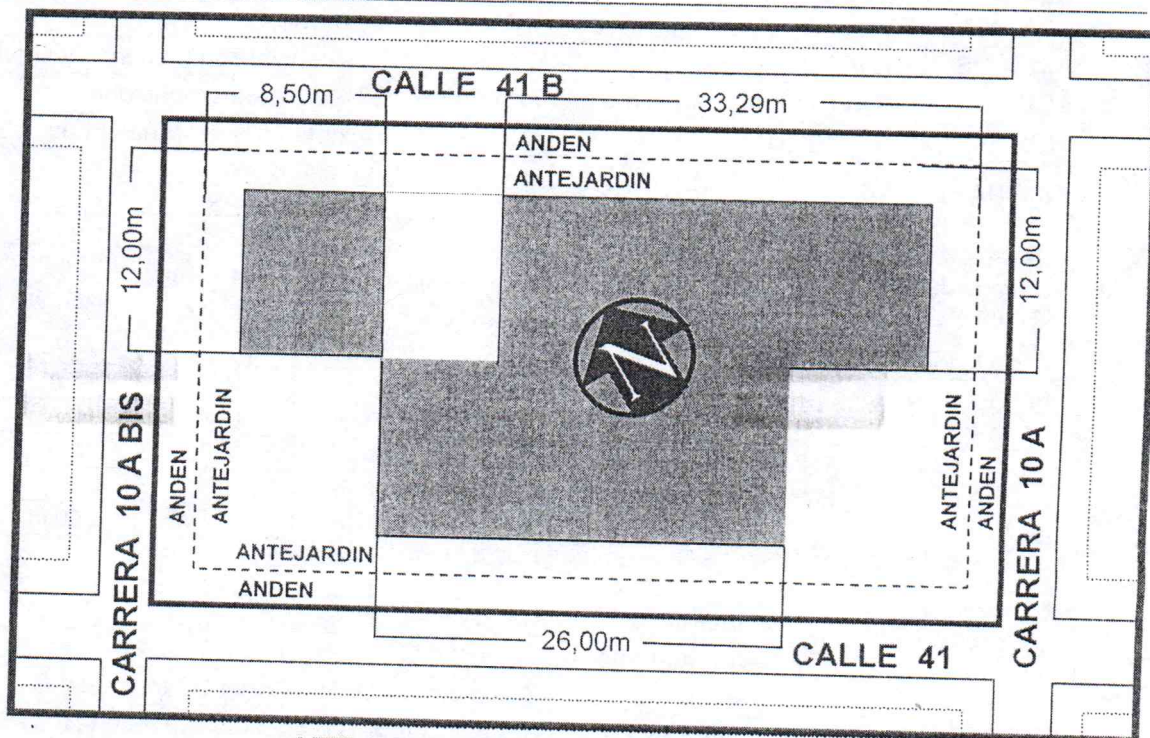 CALLE 41 B
8,50m
33,29m
ANDEN
ANTEJARDIN
12,00m
12,00m
N
CARRERA 10 A BIS
ANDEN
ANTEJARDIN
ANTEJARDIN
ANDEN
CARRERA 10 A
ANTEJARDIN
ANDEN
26,00m
CALLE 41